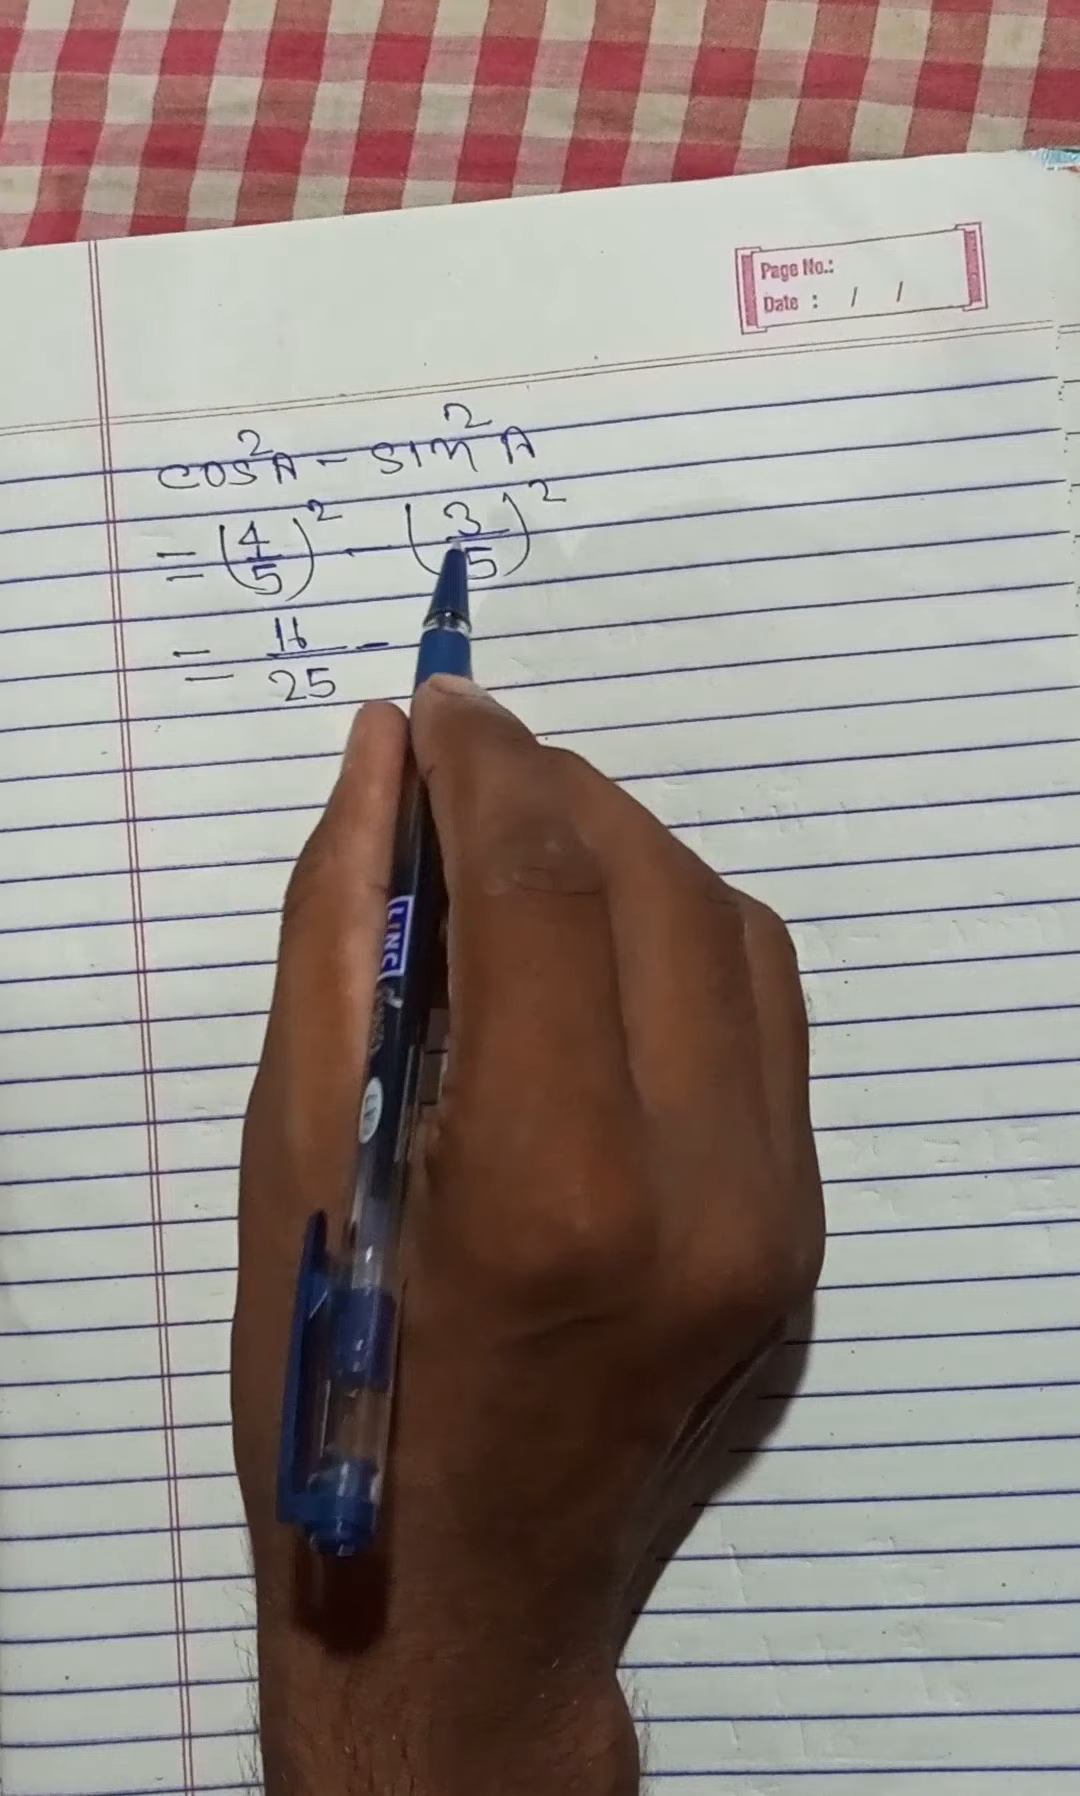 Page No.:
Date : / /
cos²A - sin²A
= (4/5)² - (3/5)²
= 16/25 -
LINC